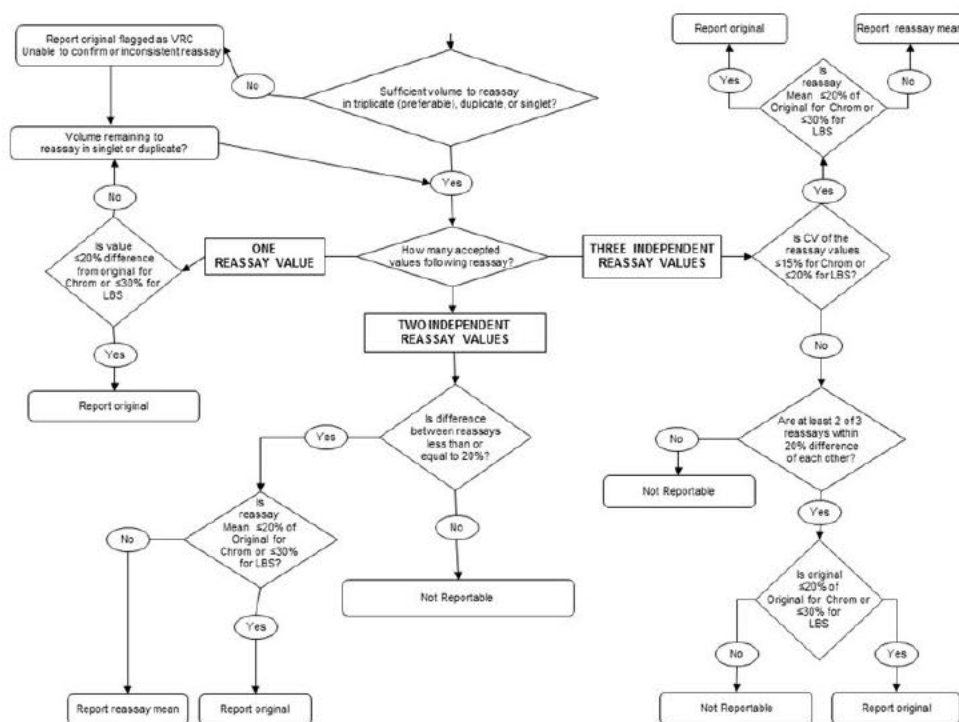 Report original flagged as VRC
Unable to confirm or inconsistent reassay
No
Sufficient volume to reassay
in triplicate (preferable), duplicate, or singlet?
Report original
Report reassay mean
Yes
Is
reassay
Mean ≤20% of
Original for Chrom or
≤30% for
LBS
No
Volume remaining to
reassay in singlet or duplicate?
Yes
Yes
No
Is value
≤20% difference
from original for
Chrom or ≤30% for
LBS
ONE
REASSAY VALUE
How many accepted
values following reassay?
THREE INDEPENDENT
REASSAY VALUES
Is CV of the
reassay values
≤15% for Chrom or
≤20% for LBS?
TWO INDEPENDENT
REASSAY VALUES
Yes
Report original
No
Yes
Is difference
between reassays
less than or
equal to 20%?
No
Are at least 2 of 3
reassays within
20% difference
of each other?
Not Reportable
Yes
No
Is
reassay
Mean ≤20% of
Original for
Chrom or ≤30%
for LBS?
No
Not Reportable
Is original
≤20% of
Original for Chrom or
≤30% for
LBS
Yes
No
Yes
Report reassay mean
Report original
Not Reportable
Report original